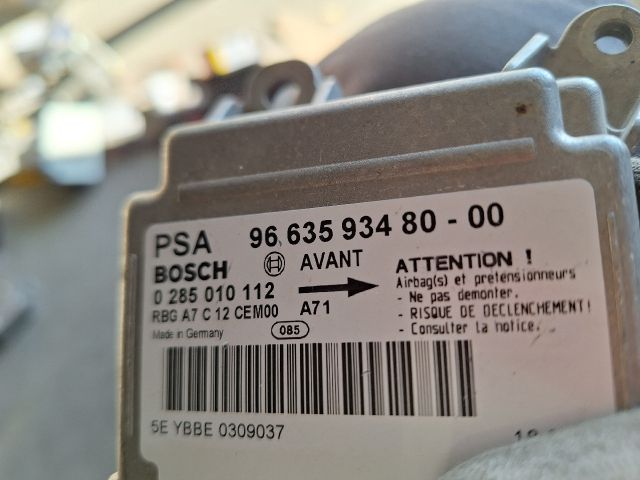 PSA 96 635 934 80 - 00
BOSCH AVANT
0 285 010 112
RBG A7 C 12 CEM00 A71
Made in Germany 085
ATTENTION !
Airbag(s) et prétensionneurs
- Ne pas demonter.
- RISQUE DE DECLENCHEMENT!
- Consulter la notice.
5E YBBE 0309037